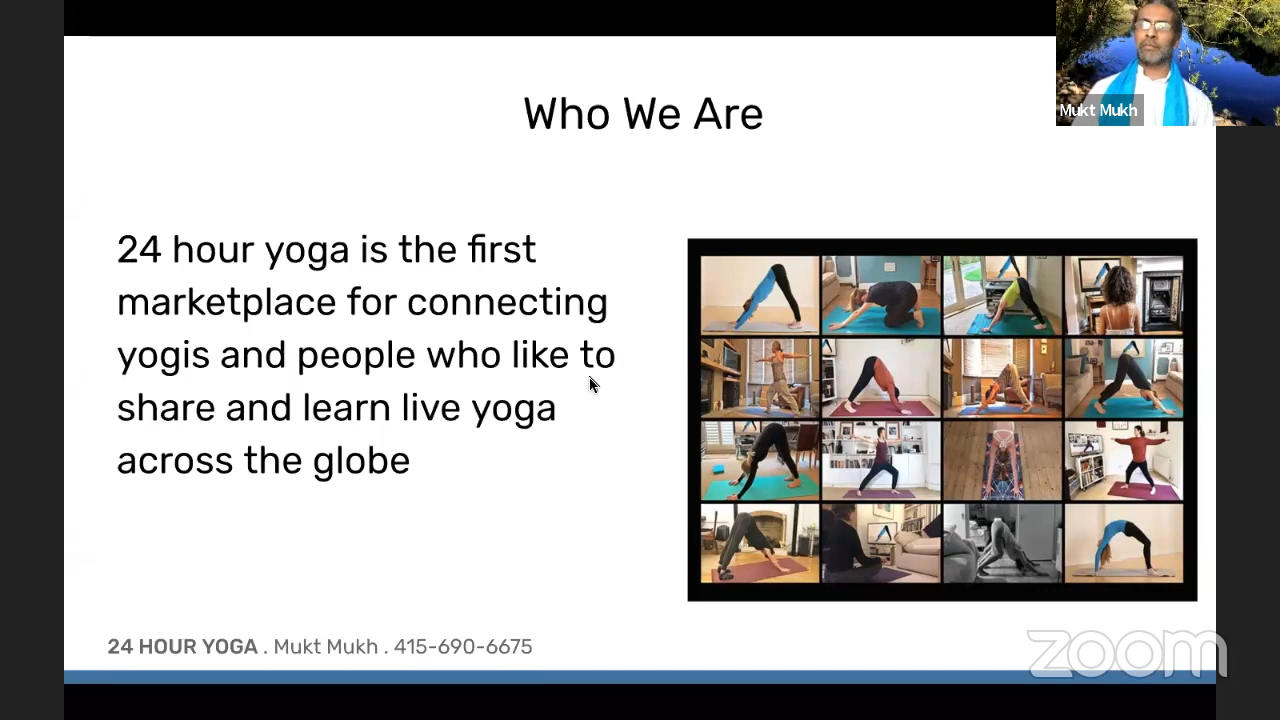 Who We Are
Mukt Mukh
24 hour yoga is the first
marketplace for connecting
yogis and people who like to
share and learn live yoga
across the globe
24 HOUR YOGA . Mukt Mukh . 415-690-6675
zoom